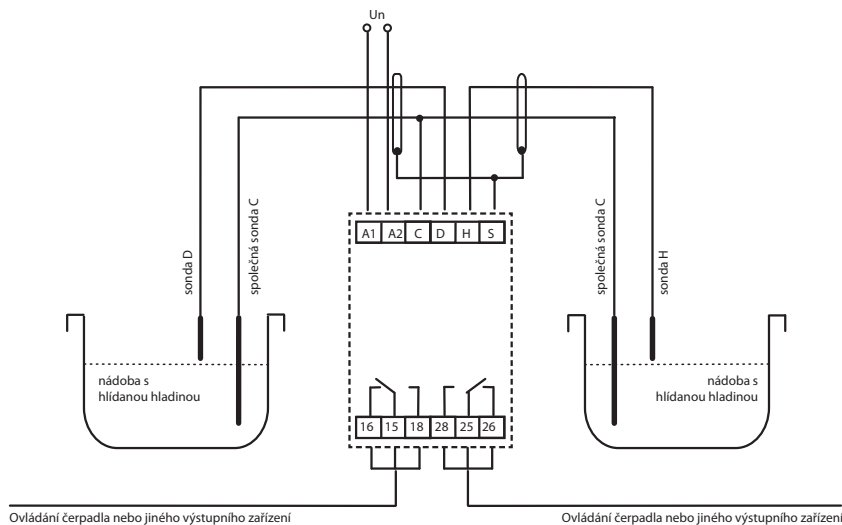 Un
A1 A2 C D H S
sonda D
společná sonda C
společná sonda C
sonda H
nádoba s
hlídanou hladinou
nádoba s
hlídanou hladinou
16 15 18 28 25 26
Ovládání čerpadla nebo jiného výstupního zařízení
Ovládání čerpadla nebo jiného výstupního zařízení